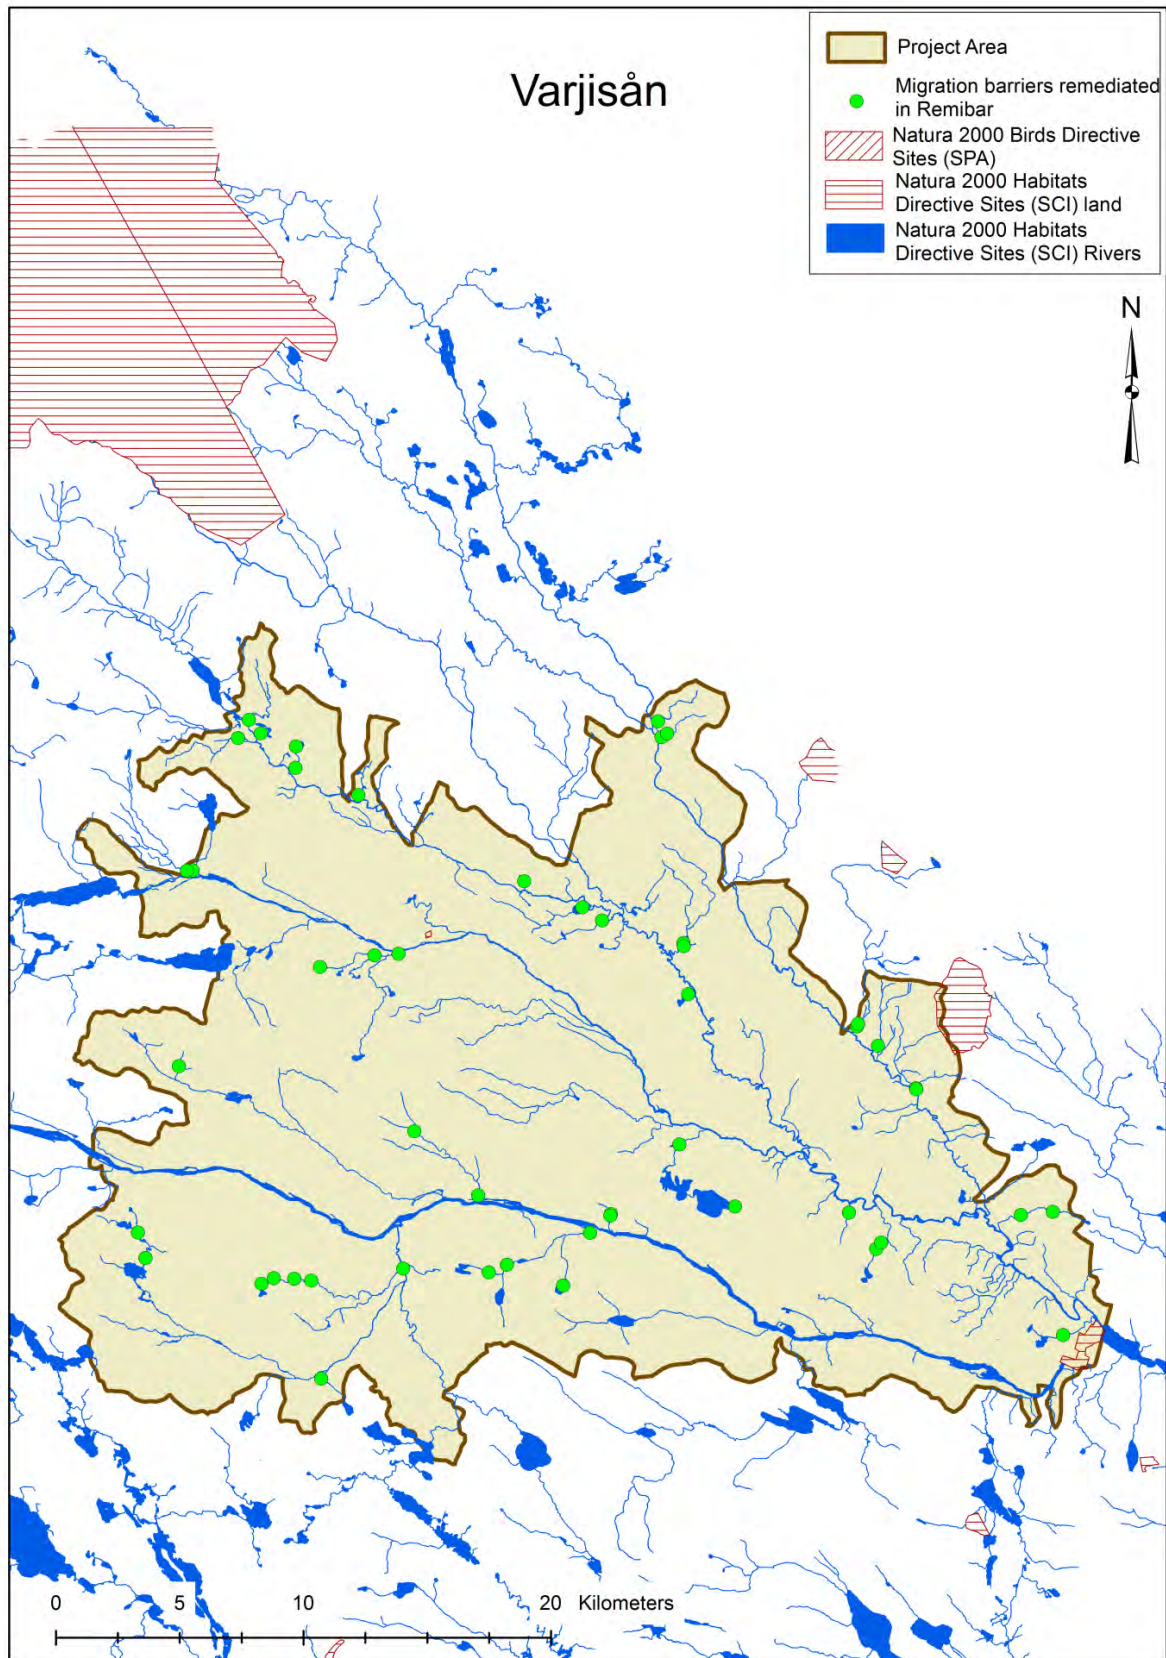 Varjisån
Project Area
Migration barriers remediated
in Remibar
Natura 2000 Birds Directive
Sites (SPA)
Natura 2000 Habitats
Directive Sites (SCI) land
Natura 2000 Habitats
Directive Sites (SCI) Rivers
N
0 5 10 20 Kilometers